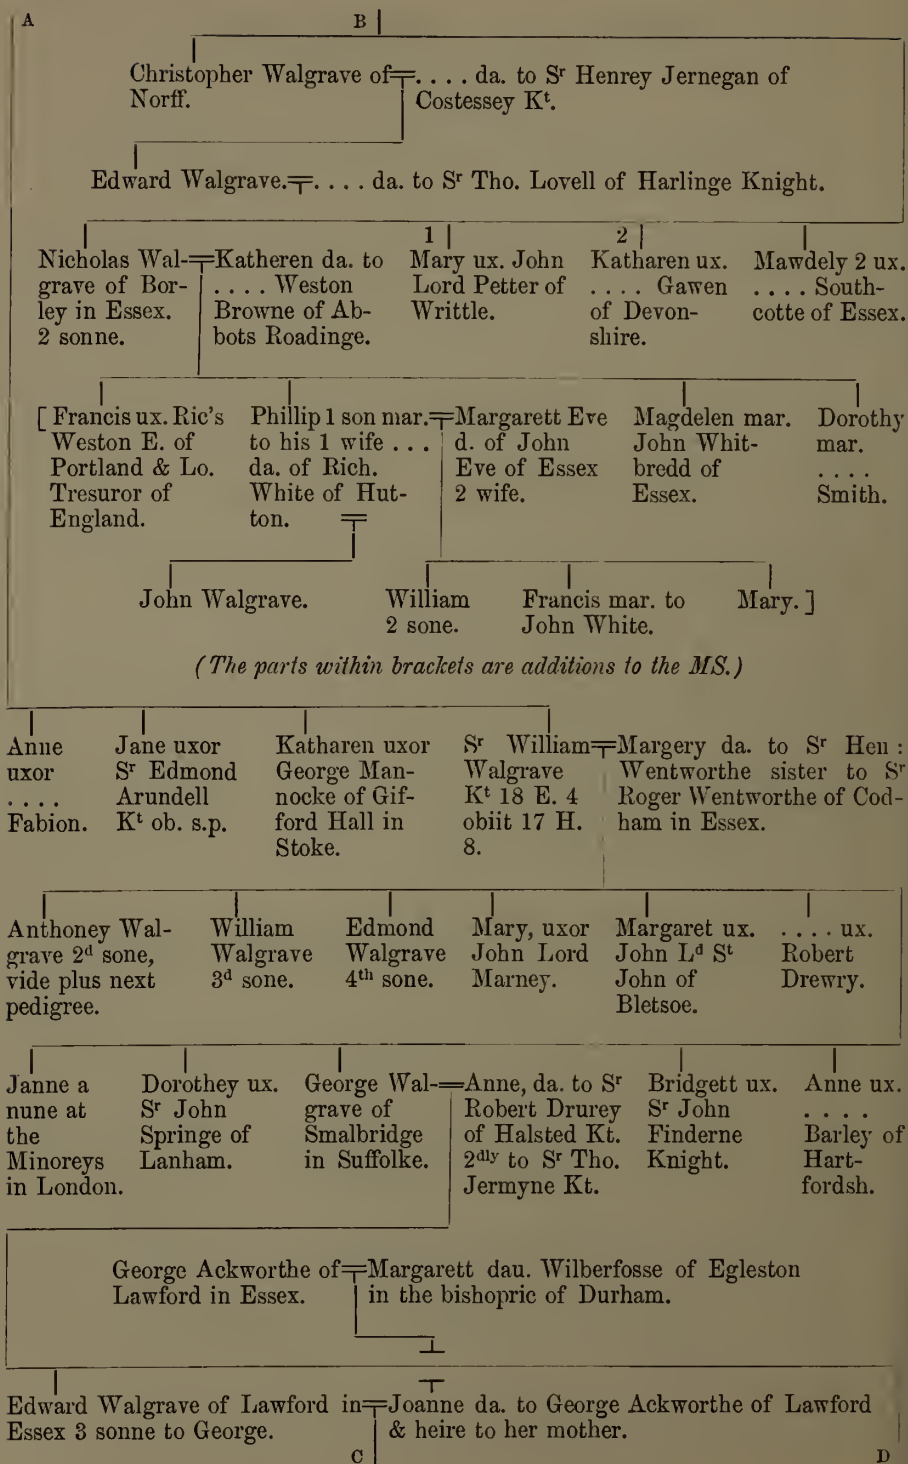 A B
Christopher Walgrave of . . . . da. to Sr Henrey Jernegan of
Norff. Costessey Kt.
Edward Walgrave. . . . . da. to Sr Tho. Lovell of Harlinge Knight.
1 2
Nicholas Wal-
grave of Bor-
ley in Essex.
2 sonne.
Katheren da. to
. . . . Weston
Browne of Ab-
bots Roadinge.
Mary ux. John
Lord Petter of
Writtle.
Katharen ux.
. . . . Gawen
of Devon-
shire.
Mawdely 2 ux.
. . . . South-
cotte of Essex.
[ Francis ux. Ric's
Weston E. of
Portland & Lo.
Tresuror of
England.
Phillip 1 son mar.
to his 1 wife . . .
da. of Rich.
White of Hut-
ton.
Margarett Eve
d. of John
Eve of Essex
2 wife.
Magdelen mar.
John Whit-
bredd of
Essex.
Dorothy
mar.
. . . .
Smith.
John Walgrave.
William
2 sone.
Francis mar. to
John White.
Mary. ]
(The parts within brackets are additions to the MS.)
Anne
uxor
. . . .
Fabion.
Jane uxor
Sr Edmond
Arundell
Kt ob. s.p.
Katharen uxor
George Man-
nocke of Gif-
ford Hall in
Stoke.
Sr William
Walgrave
Kt 18 E. 4
obiit 17 H.
8.
Margery da. to Sr Hen :
Wentworthe sister to Sr
Roger Wentworthe of Cod-
ham in Essex.
Anthoney Wal-
grave 2d sone,
vide plus next
pedigree.
William
Walgrave
3d sone.
Edmond
Walgrave
4th sone.
Mary, uxor
John Lord
Marney.
Margaret ux.
John Ld St
John of
Bletsoe.
. . . . ux.
Robert
Drewry.
Janne a
nune at
the
Minoreys
in London.
Dorothey ux.
Sr John
Springe of
Lanham.
George Wal-
grave of
Smalbridge
in Suffolke.
Anne, da. to Sr
Robert Drurey
of Halsted Kt.
2dly to Sr Tho.
Jermyne Kt.
Bridgett ux.
Sr John
Finderne
Knight.
Anne ux.
. . . .
Barley of
Hart-
fordsh.
George Ackworthe of
Lawford in Essex.
Margarett dau. Wilberfosse of Egleston
in the bishopric of Durham.
Edward Walgrave of Lawford in
Essex 3 sonne to George.
Joanne da. to George Ackworthe of Lawford
& heire to her mother.
C D